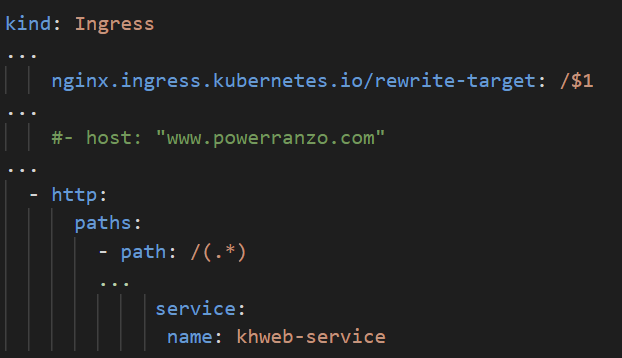 kind: Ingress
...
nginx.ingress.kubernetes.io/rewrite-target: /$1
...
#- host: "www.powerranzo.com"
...
- http:
paths:
- path: /(.*)
...
service:
name: khweb-service